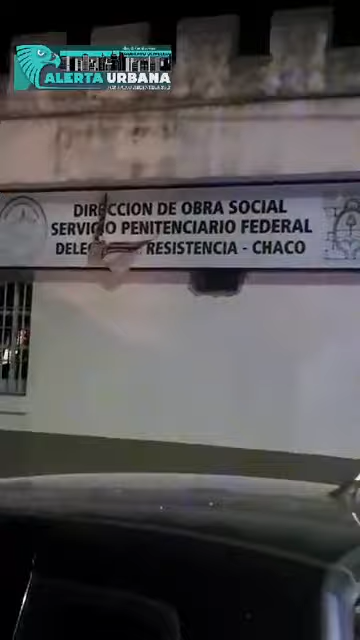 ALERTA URBANA
DIRECCION DE OBRA SOCIAL
SERVICIO PENITENCIARIO FEDERAL
RESISTENCIA - CHACO